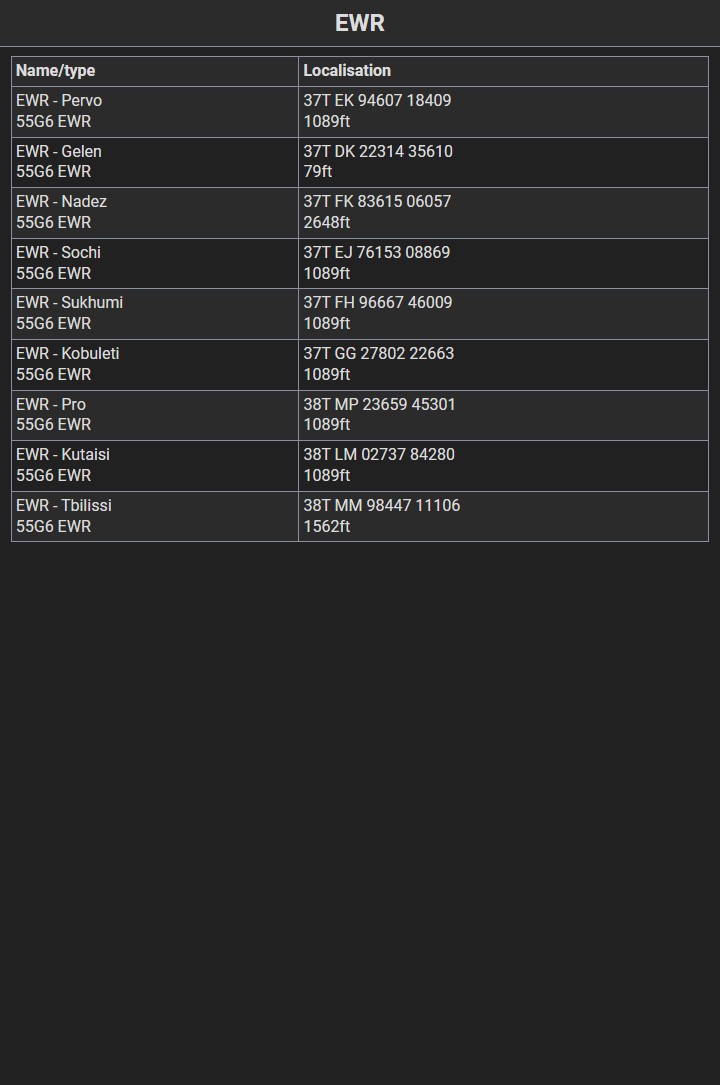 EWR
Name/type Localisation
EWR - Pervo 37T EK 94607 18409
55G6 EWR 1089ft
EWR - Gelen 37T DK 22314 35610
55G6 EWR 79ft
EWR - Nadez 37T FK 83615 06057
55G6 EWR 2648ft
EWR - Sochi 37T EJ 76153 08869
55G6 EWR 1089ft
EWR - Sukhumi 37T FH 96667 46009
55G6 EWR 1089ft
EWR - Kobuleti 37T GG 27802 22663
55G6 EWR 1089ft
EWR - Pro 38T MP 23659 45301
55G6 EWR 1089ft
EWR - Kutaisi 38T LM 02737 84280
55G6 EWR 1089ft
EWR - Tbilissi 38T MM 98447 11106
55G6 EWR 1562ft